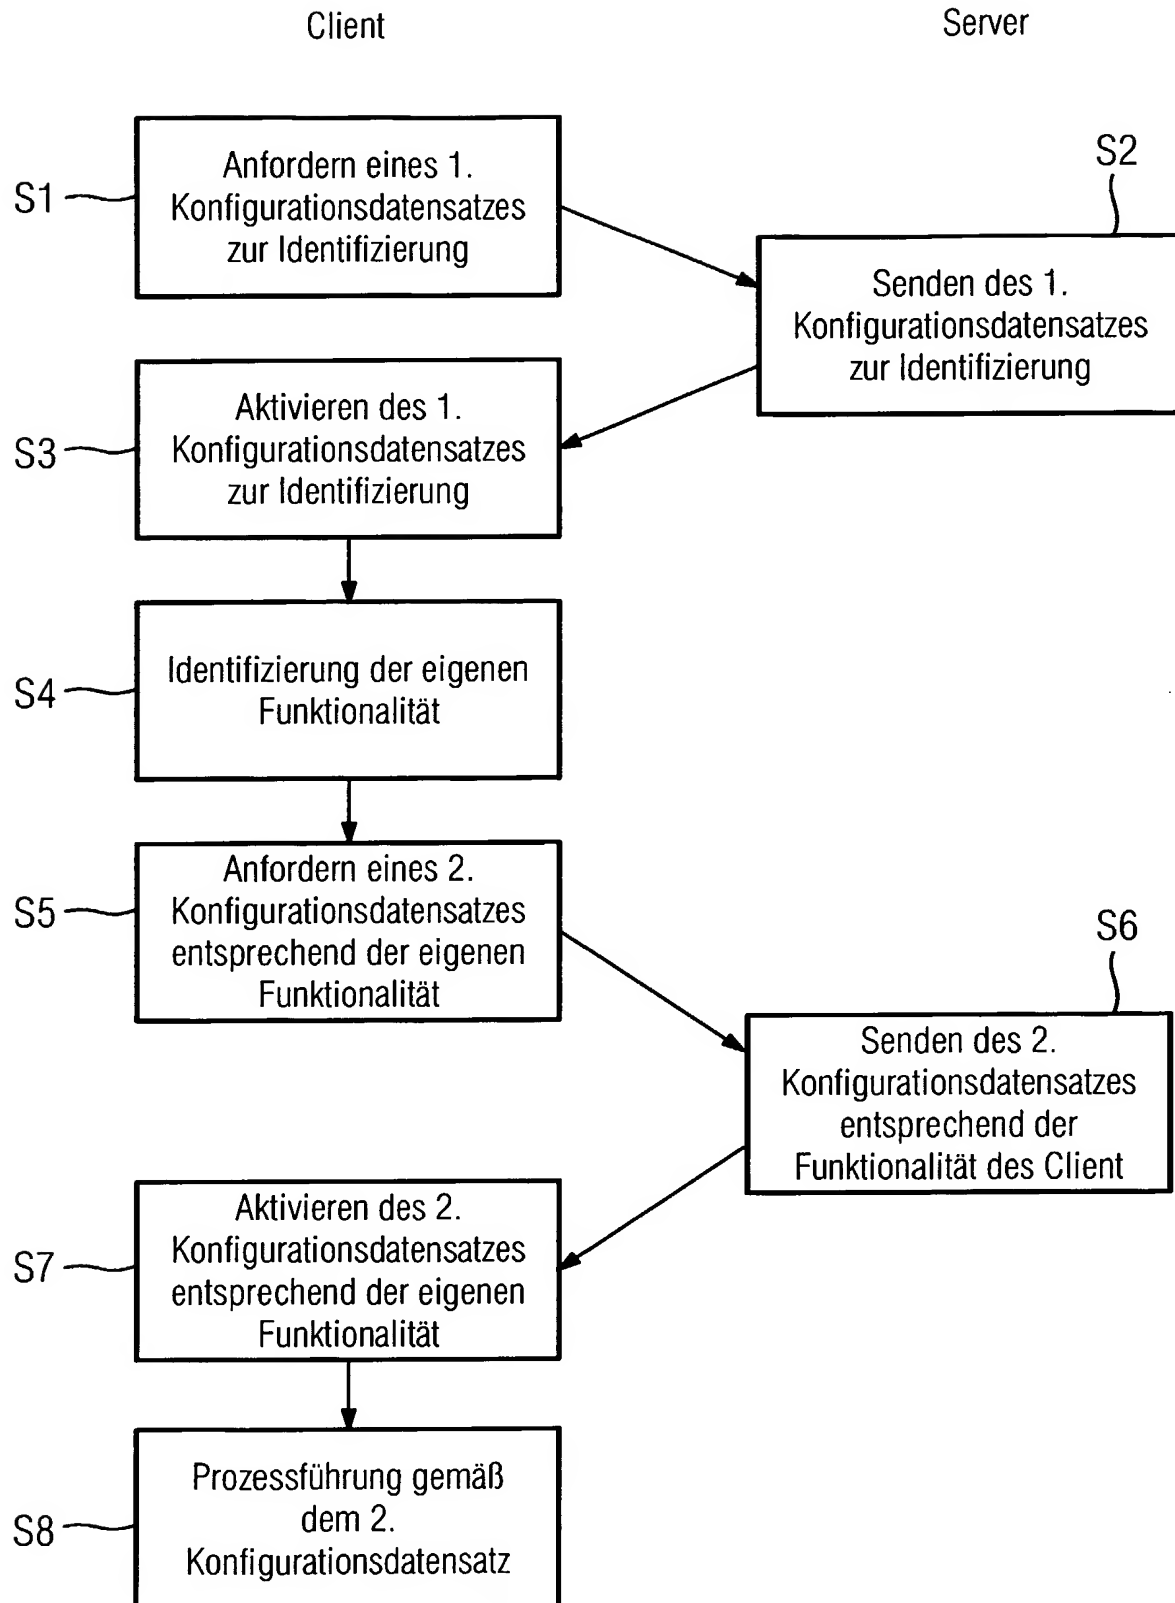 Client
Server
S1
Anfordern eines 1.
Konfigurationsdatensatzes
zur Identifizierung
S2
Senden des 1.
Konfigurationsdatensatzes
zur Identifizierung
S3
Aktivieren des 1.
Konfigurationsdatensatzes
zur Identifizierung
S4
Identifizierung der eigenen
Funktionalität
S5
Anfordern eines 2.
Konfigurationsdatensatzes
entsprechend der eigenen
Funktionalität
S6
Senden des 2.
Konfigurationsdatensatzes
entsprechend der
Funktionalität des Client
S7
Aktivieren des 2.
Konfigurationsdatensatzes
entsprechend der eigenen
Funktionalität
S8
Prozessführung gemäß
dem 2.
Konfigurationsdatensatz